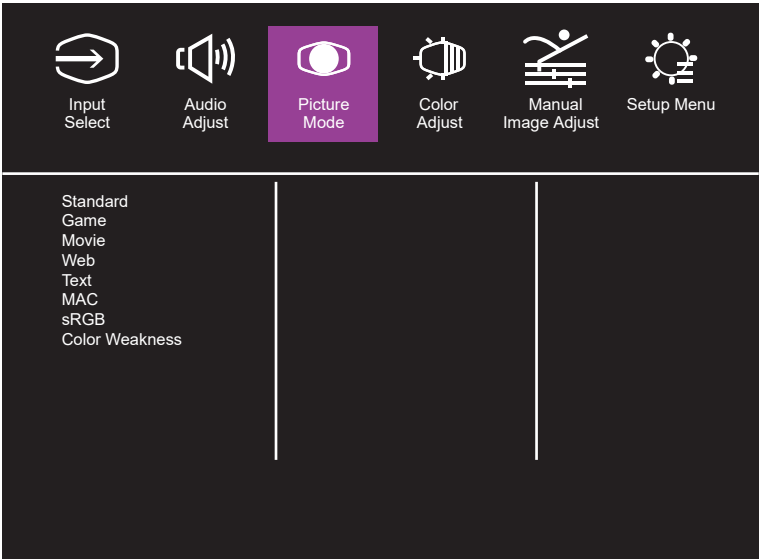 Input
Select
Audio
Adjust
Picture
Mode
Color
Adjust
Manual
Image Adjust
Setup Menu
Standard
Game
Movie
Web
Text
MAC
sRGB
Color Weakness